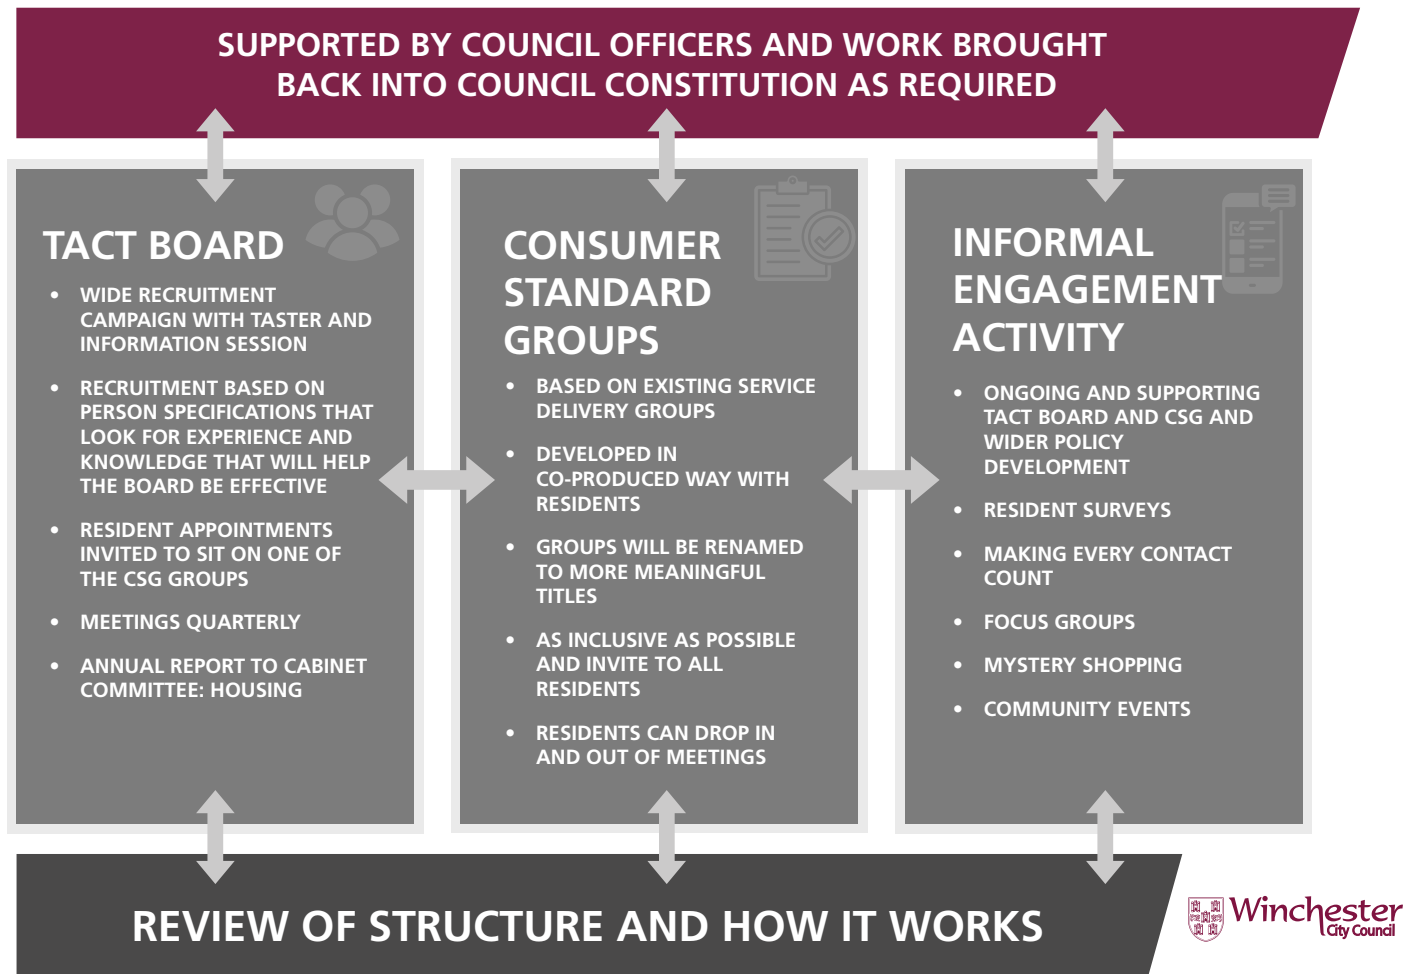 SUPPORTED BY COUNCIL OFFICERS AND WORK BROUGHT
BACK INTO COUNCIL CONSTITUTION AS REQUIRED
TACT BOARD
• WIDE RECRUITMENT
CAMPAIGN WITH TASTER AND
INFORMATION SESSION
• RECRUITMENT BASED ON
PERSON SPECIFICATIONS THAT
LOOK FOR EXPERIENCE AND
KNOWLEDGE THAT WILL HELP
THE BOARD BE EFFECTIVE
• RESIDENT APPOINTMENTS
INVITED TO SIT ON ONE OF
THE CSG GROUPS
• MEETINGS QUARTERLY
• ANNUAL REPORT TO CABINET
COMMITTEE: HOUSING
CONSUMER
STANDARD
GROUPS
• BASED ON EXISTING SERVICE
DELIVERY GROUPS
• DEVELOPED IN
CO-PRODUCED WAY WITH
RESIDENTS
• GROUPS WILL BE RENAMED
TO MORE MEANINGFUL
TITLES
• AS INCLUSIVE AS POSSIBLE
AND INVITE TO ALL
RESIDENTS
• RESIDENTS CAN DROP IN
AND OUT OF MEETINGS
INFORMAL
ENGAGEMENT
ACTIVITY
• ONGOING AND SUPPORTING
TACT BOARD AND CSG AND
WIDER POLICY
DEVELOPMENT
• RESIDENT SURVEYS
• MAKING EVERY CONTACT
COUNT
• FOCUS GROUPS
• MYSTERY SHOPPING
• COMMUNITY EVENTS
REVIEW OF STRUCTURE AND HOW IT WORKS
Winchester
City Council